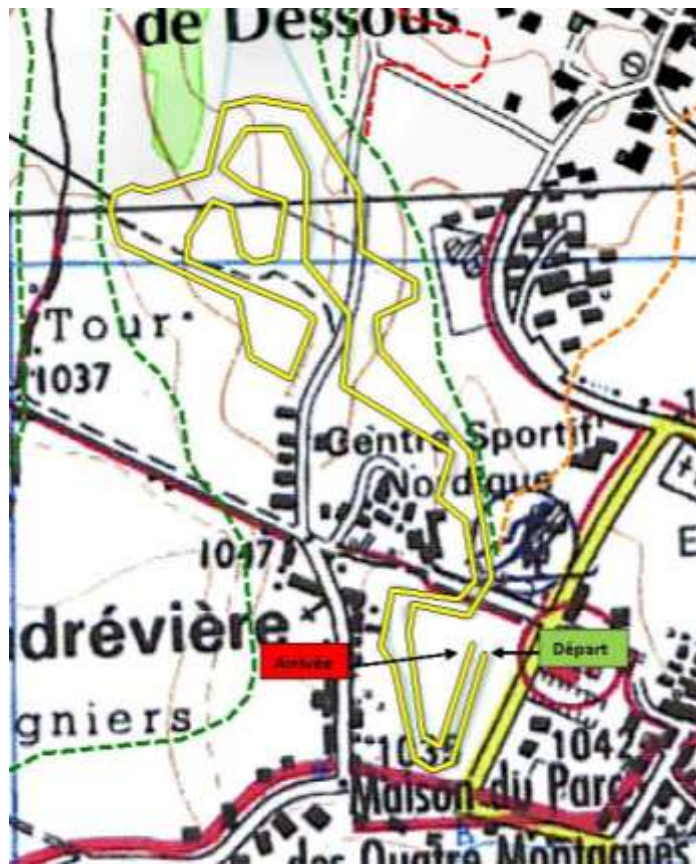 de Dessous
Tour
1037
Centre Sportif
Nordique
1047
drévière
Arrivée
Départ
gniers
1035
1042
Maison du Parc
des Quatre Montagnes